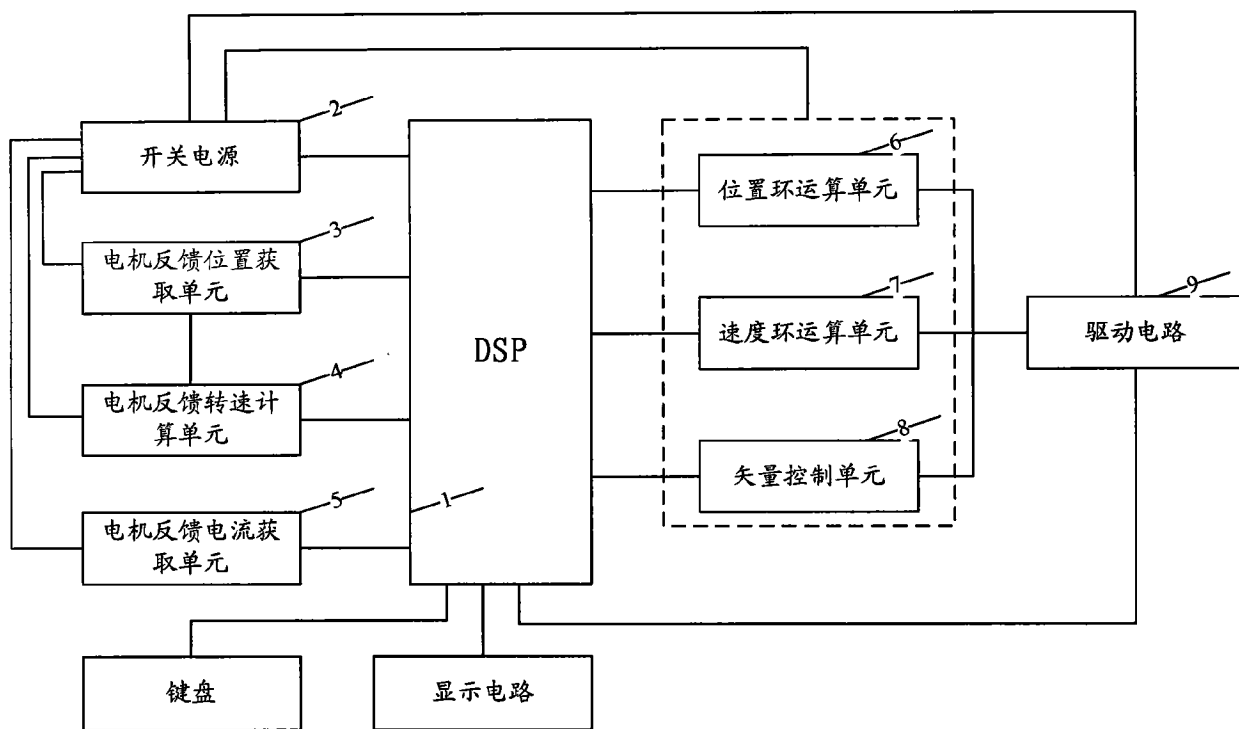 2
开关电源
3
电机反馈位置获
取单元
4
电机反馈转速计
算单元
5
电机反馈电流获
取单元
1
DSP
6
位置环运算单元
7
速度环运算单元
8
矢量控制单元
9
驱动电路
键盘
显示电路